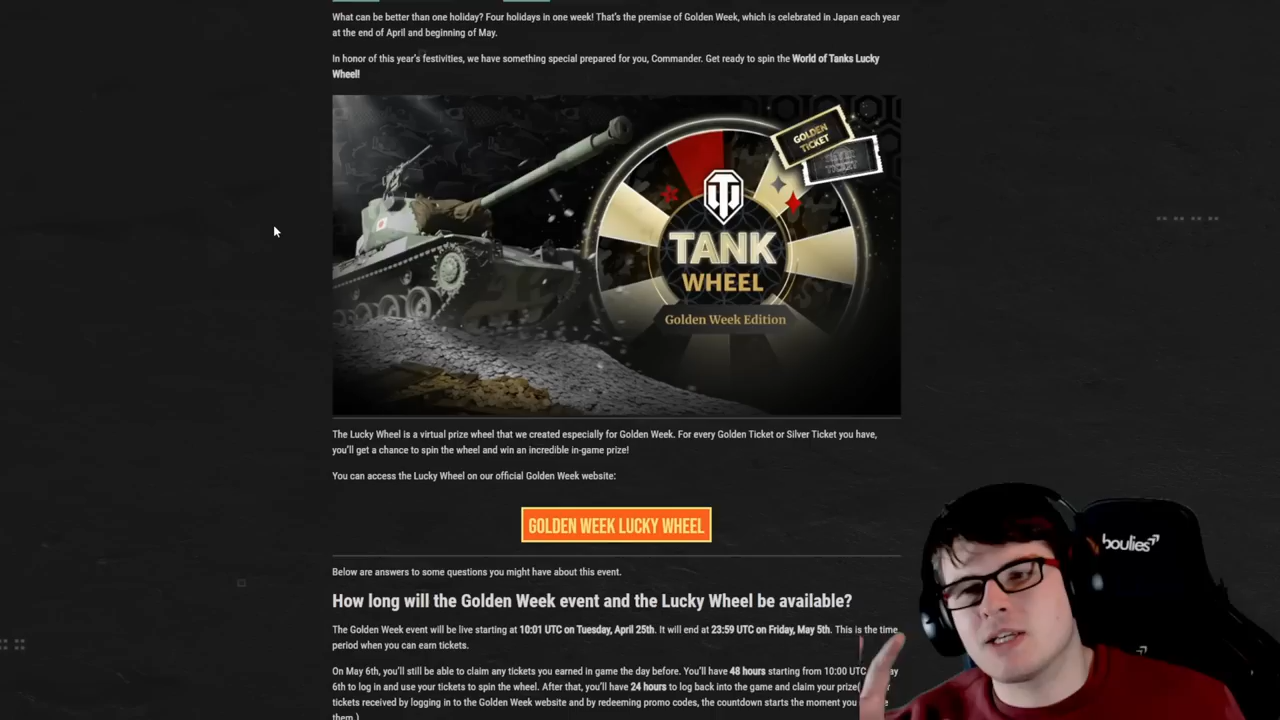 What can be better than one holiday? Four holidays in one week! That's the premise of Golden Week, which is celebrated in Japan each year
at the end of April and beginning of May.
In honor of this year's festivities, we have something special prepared for you, Commander. Get ready to spin the World of Tanks Lucky
Wheel!
GOLDEN
TICKET
TICKET
TANK
WHEEL
Golden Week Edition
The Lucky Wheel is a virtual prize wheel that we created especially for Golden Week. For every Golden Ticket or Silver Ticket you have,
you'll get a chance to spin the wheel and win an incredible in-game prize!
You can access the Lucky Wheel on our official Golden Week website:
GOLDEN WEEK LUCKY WHEEL
Below are answers to some questions you might have about this event.
How long will the Golden Week event and the Lucky Wheel be available?
The Golden Week event will be live starting at 10:01 UTC on Tuesday, April 25th. It will end at 23:59 UTC on Friday, May 5th. This is the time
period when you can earn tickets.
On May 6th, you'll still be able to claim any tickets you earned in game the day before. You'll have 48 hours starting from 10:00 UTC
6th to log in and use your tickets to spin the wheel. After that, you'll have 24 hours to log back into the game and claim your prize(
tickets received by logging in to the Golden Week website and by redeeming promo codes, the countdown starts the moment you
them.)
boulies